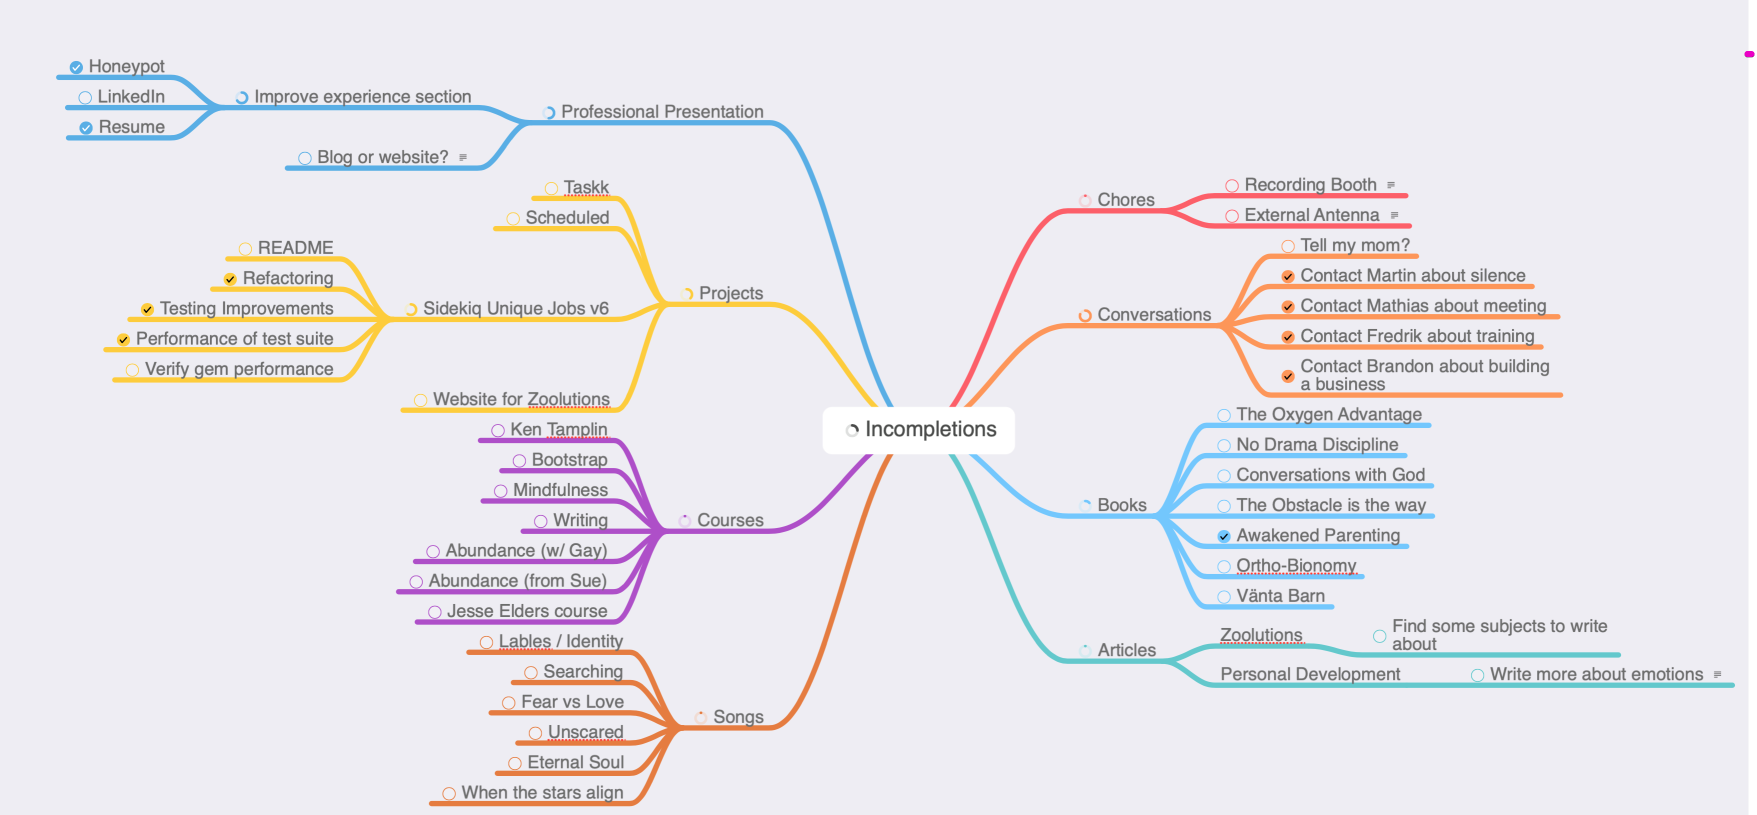 Honeypot
LinkedIn
Resume
Improve experience section
Blog or website?
Professional Presentation
Taskk
Scheduled
README
Refactoring
Testing Improvements
Performance of test suite
Verify gem performance
Sidekiq Unique Jobs v6
Website for Zoolutions
Projects
Ken Tamplin
Bootstrap
Mindfulness
Writing
Abundance (w/ Gay)
Abundance (from Sue)
Jesse Elders course
Courses
Lables / Identity
Searching
Fear vs Love
Unscared
Eternal Soul
When the stars align
Songs
Incompletions
Chores
Recording Booth
External Antenna
Conversations
Tell my mom?
Contact Martin about silence
Contact Mathias about meeting
Contact Fredrik about training
Contact Brandon about building
a business
Books
The Oxygen Advantage
No Drama Discipline
Conversations with God
The Obstacle is the way
Awakened Parenting
Ortho-Bionomy
Vänta Barn
Articles
Zoolutions
Find some subjects to write
about
Personal Development
Write more about emotions